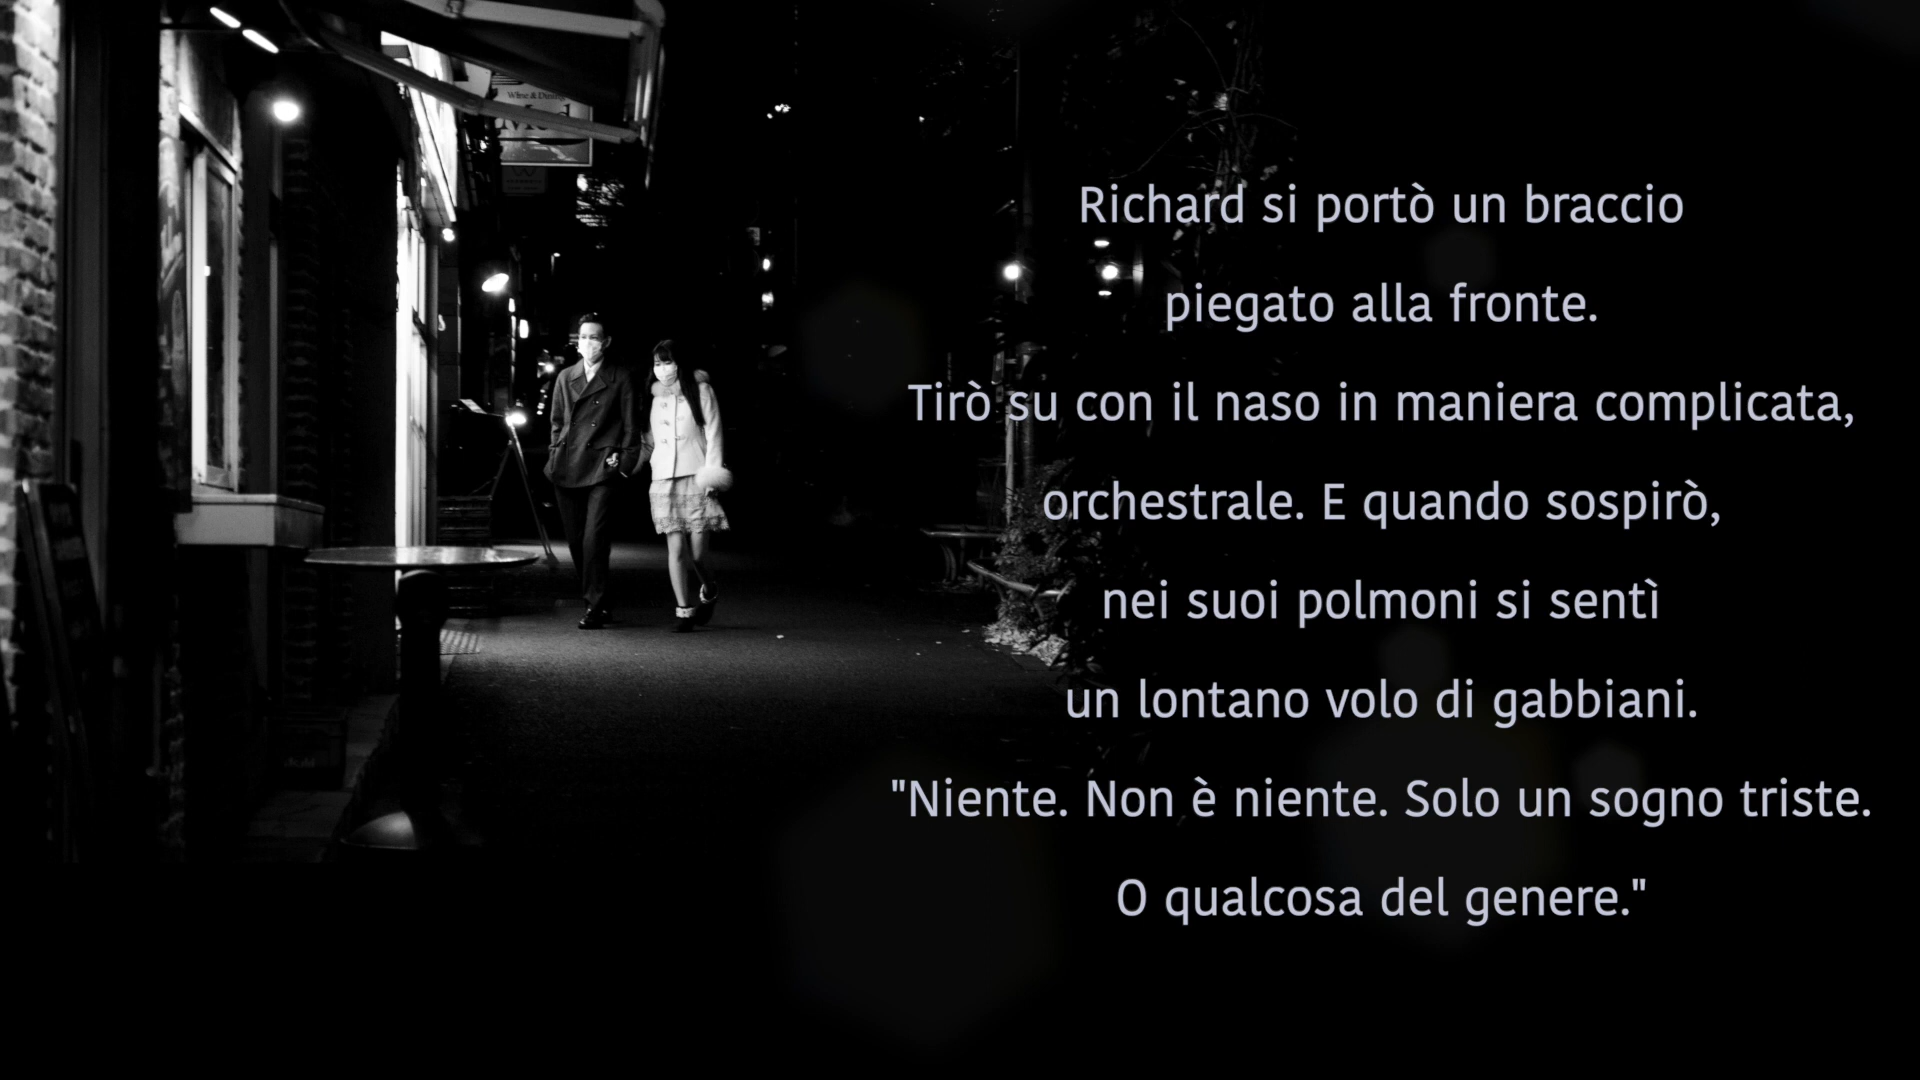 Wine & Dining
Richard si portò un braccio
piegato alla fronte.
Tirò su con il naso in maniera complicata,
orchestrale. E quando sospirò,
nei suoi polmoni si sentì
un lontano volo di gabbiani.
"Niente. Non è niente. Solo un sogno triste.
O qualcosa del genere."